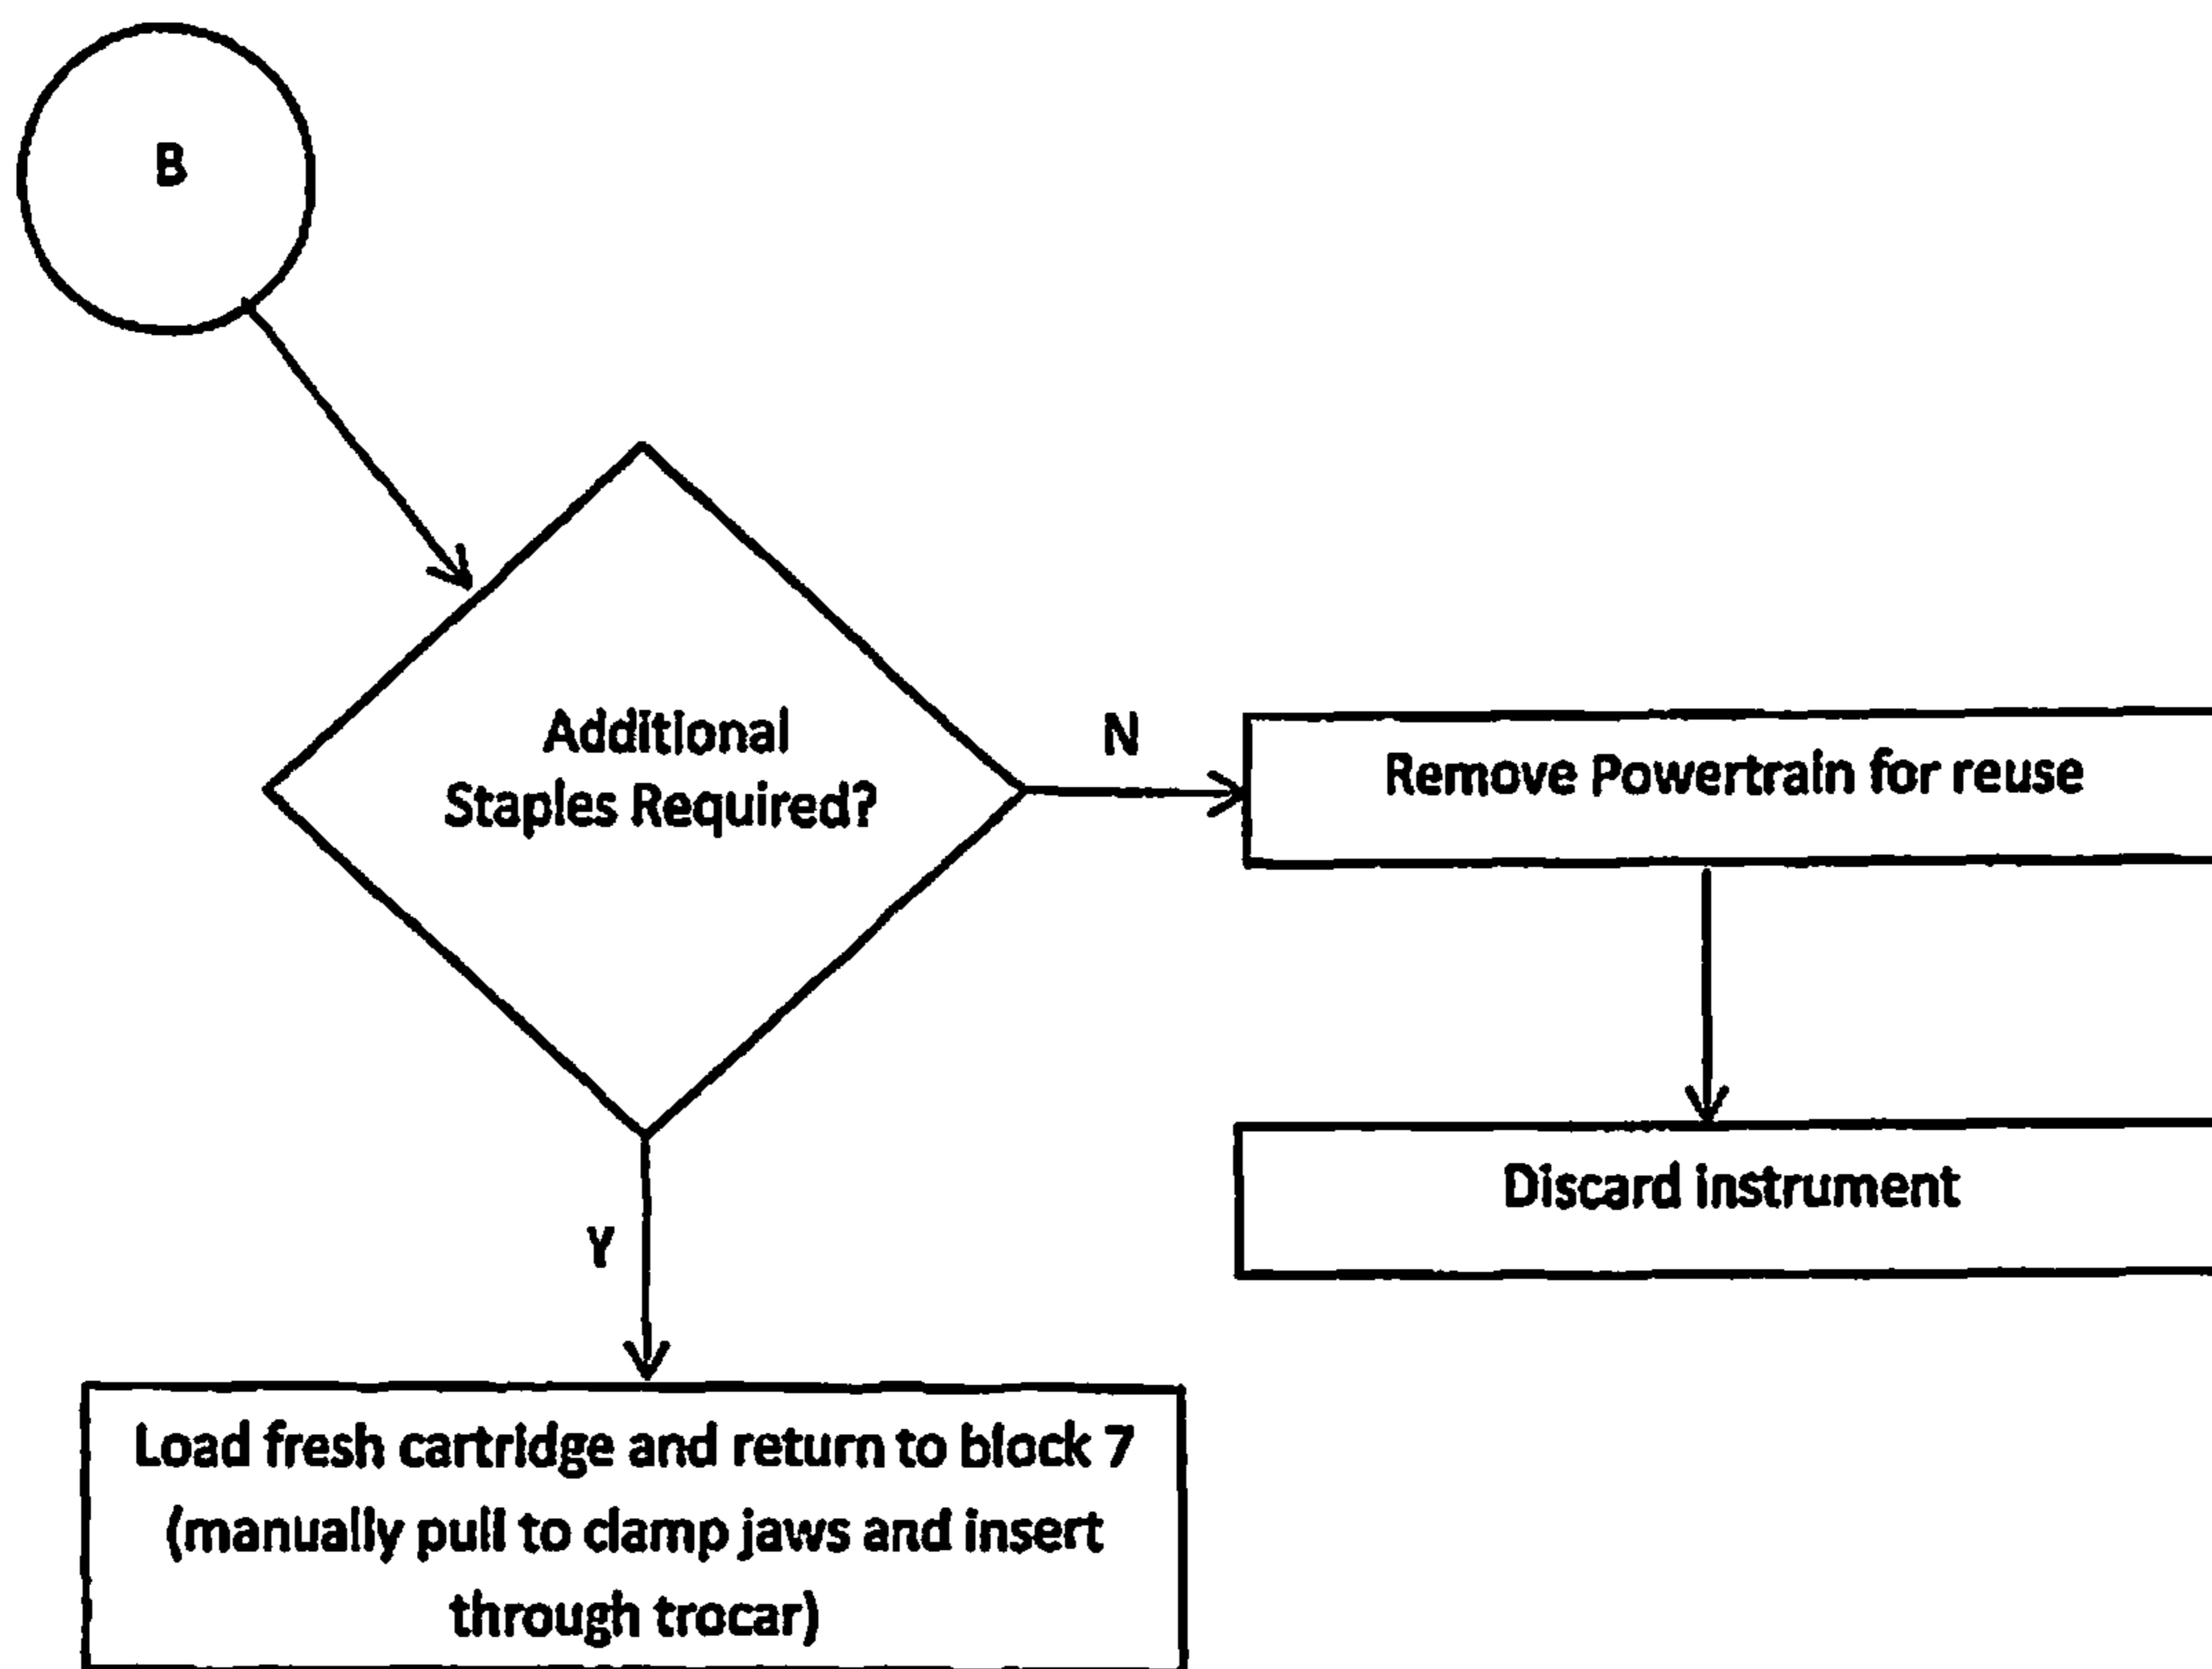 B
Additional
Staples Required?
N
Remove Powertrain for reuse
Discard instrument
Y
Load fresh cartridge and return to block 7
(manually pull to clamp jaws and insert
through trocar)